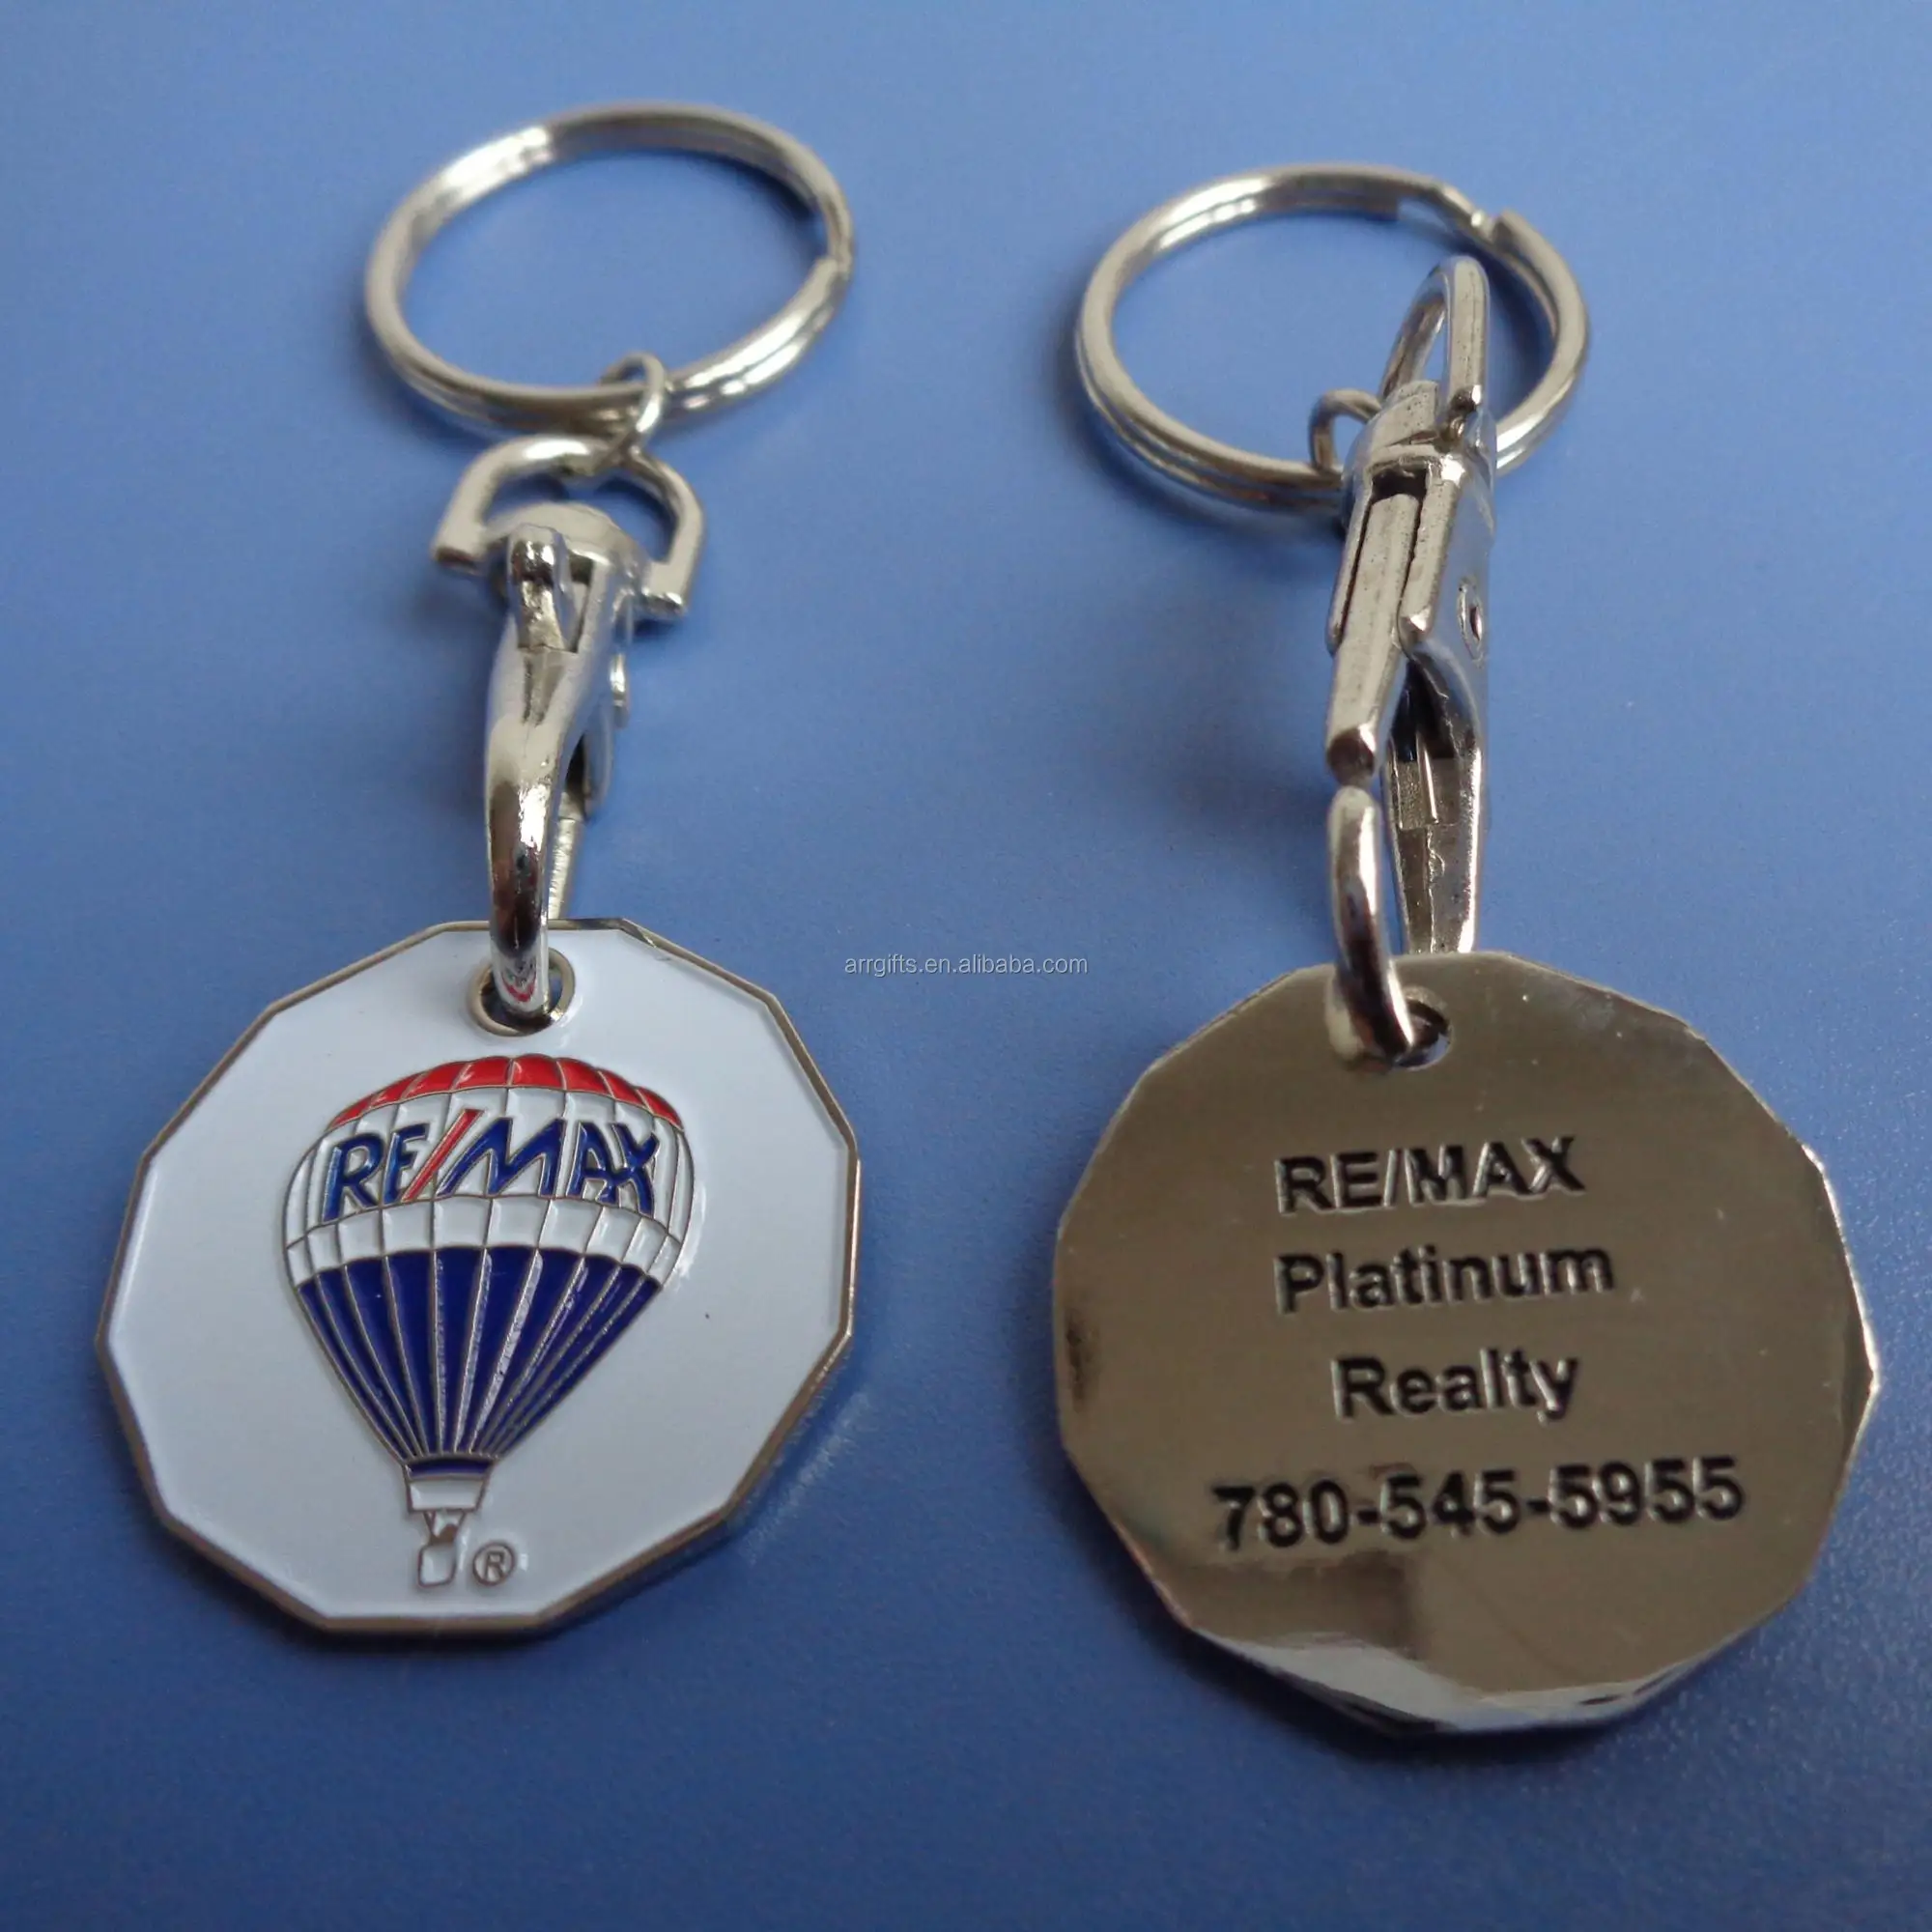 arrgifts.en.alibaba.com
RE/MAX
®
RE/MAX
Platinum
Realty
780-545-5955